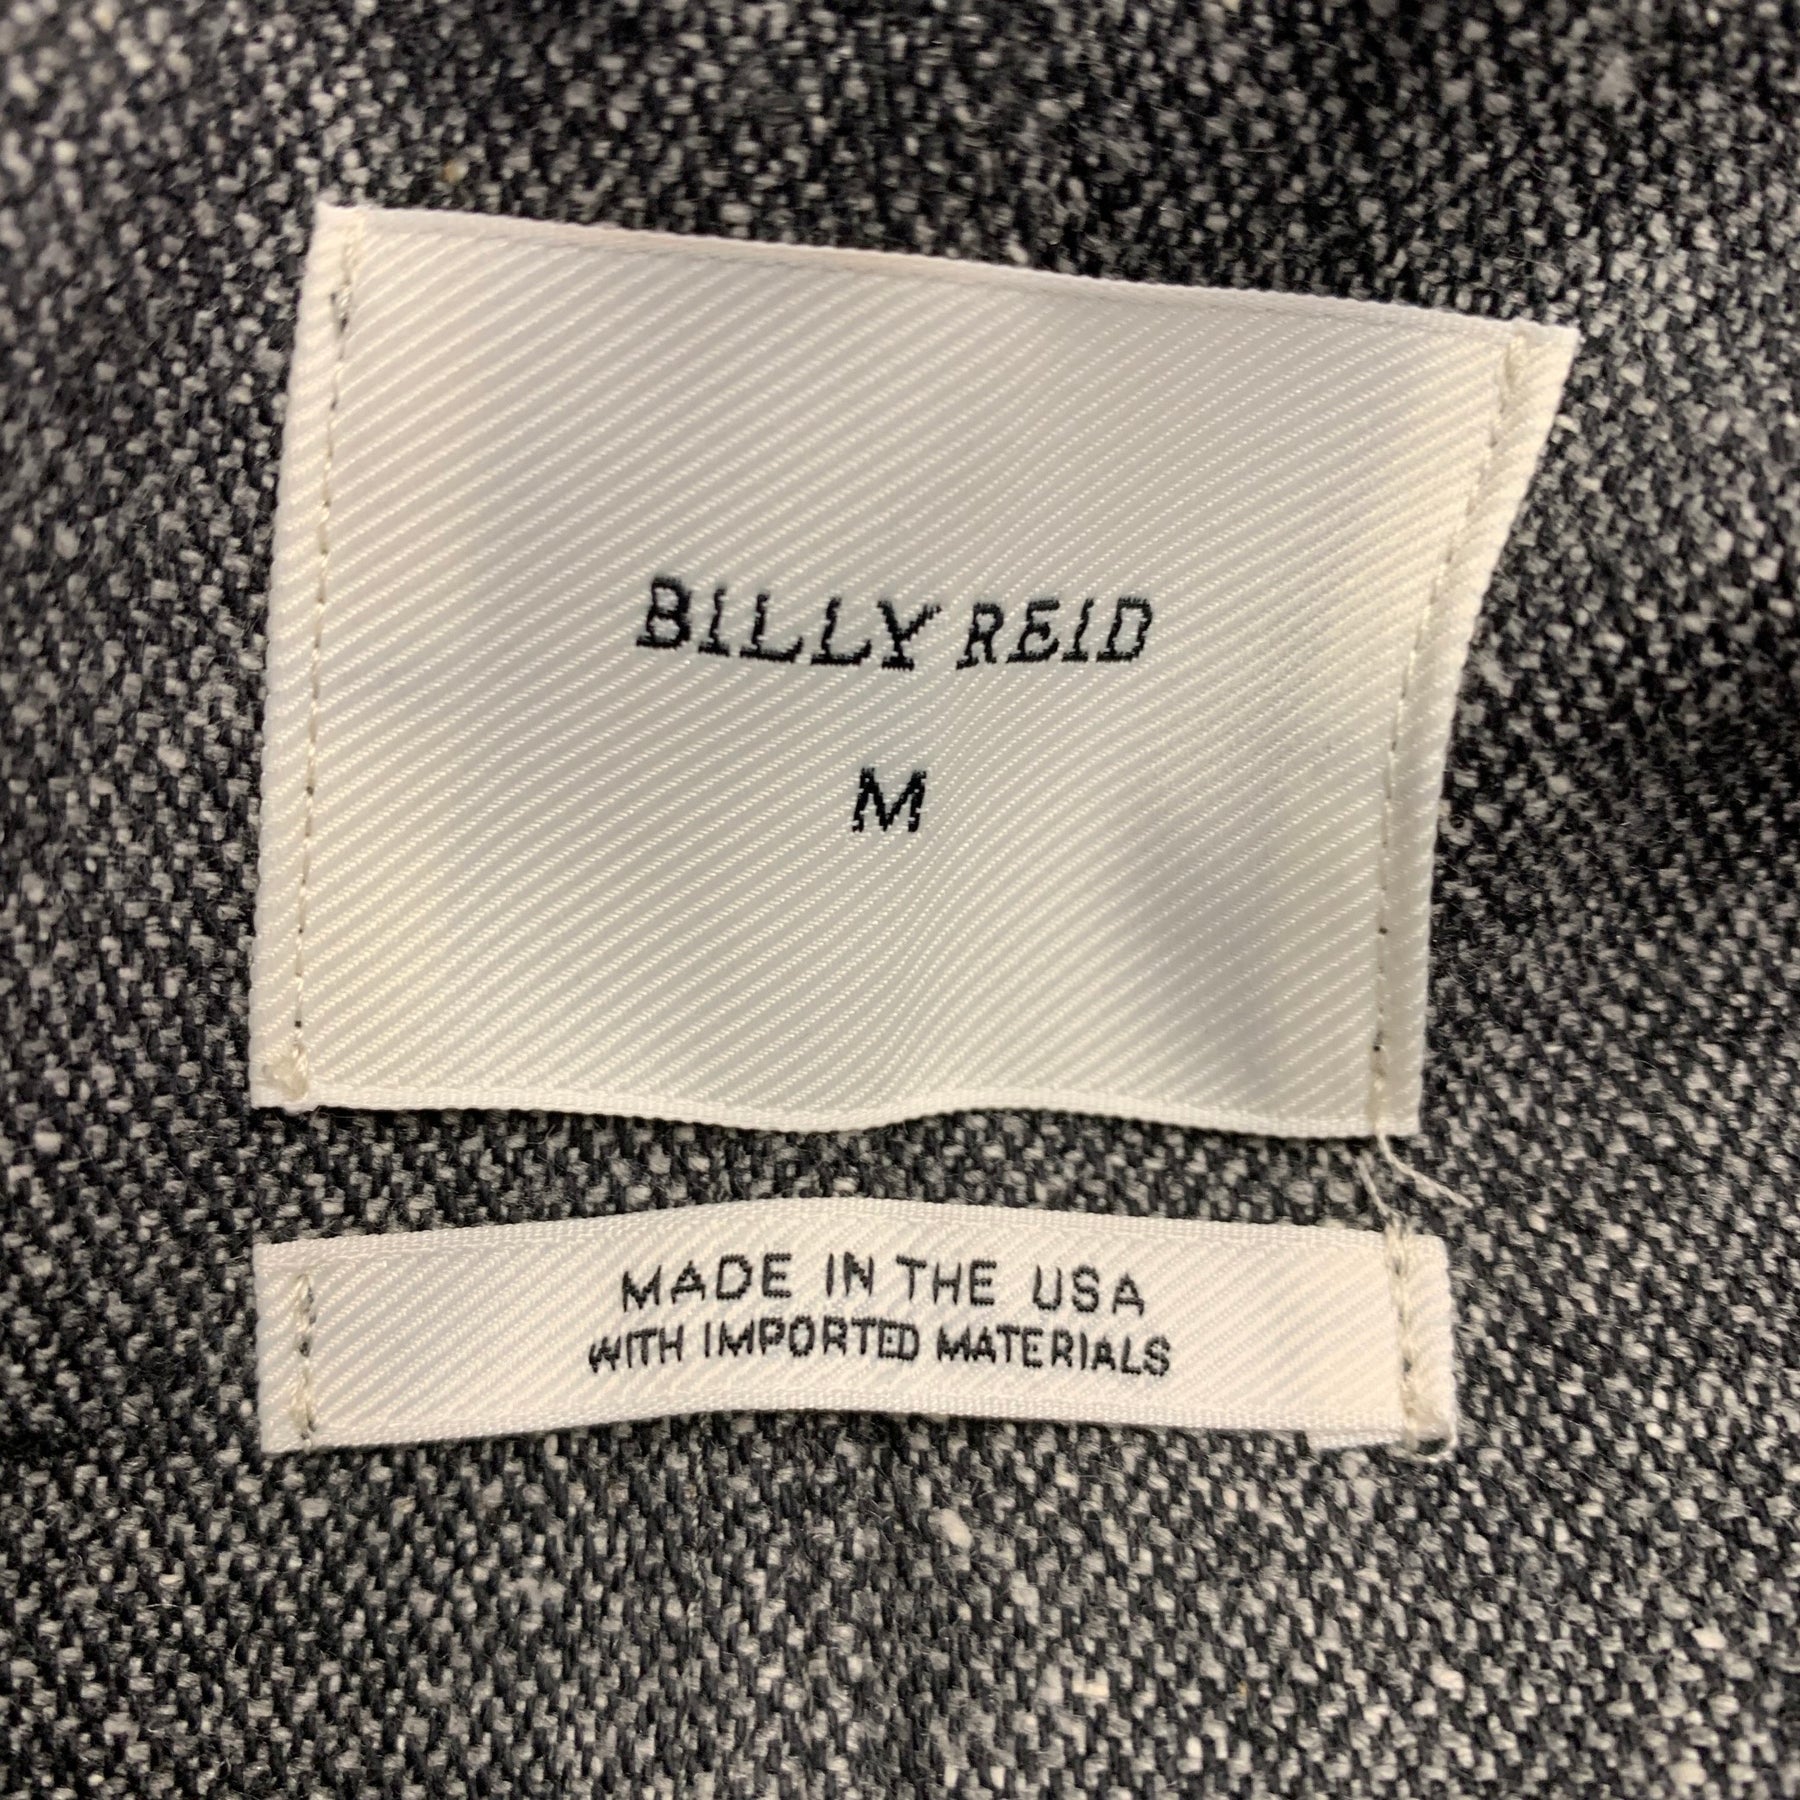 BILLY REID
M
MADE IN THE USA
WITH IMPORTED MATERIALS